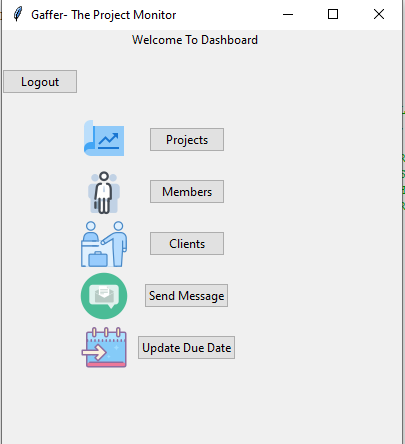 Gaffer- The Project Monitor
Welcome To Dashboard
Logout
Projects
Members
Clients
Send Message
Update Due Date